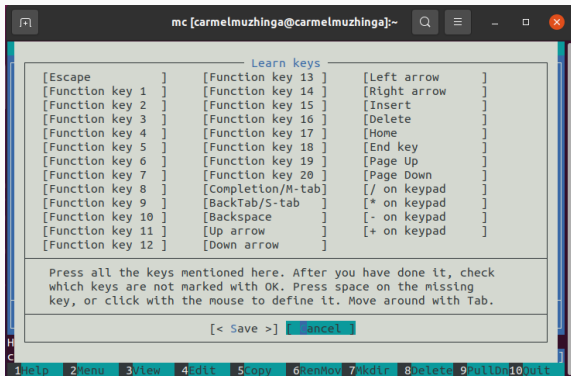 mc [carmelmuzhinga@carmelmuzhinga]:~
Learn keys
[Escape ] [Function key 13 ] [Left arrow ]
[Function key 1 ] [Function key 14 ] [Right arrow ]
[Function key 2 ] [Function key 15 ] [Insert ]
[Function key 3 ] [Function key 16 ] [Delete ]
[Function key 4 ] [Function key 17 ] [Home ]
[Function key 5 ] [Function key 18 ] [End key ]
[Function key 6 ] [Function key 19 ] [Page Up ]
[Function key 7 ] [Function key 20 ] [Page Down ]
[Function key 8 ] [Completion/M-tab] [/ on keypad ]
[Function key 9 ] [BackTab/S-tab ] [* on keypad ]
[Function key 10 ] [Backspace ] [- on keypad ]
[Function key 11 ] [Up arrow ] [+ on keypad ]
[Function key 12 ] [Down arrow ]
Press all the keys mentioned here. After you have done it, check
which keys are not marked with OK. Press space on the missing
key, or click with the mouse to define it. Move around with Tab.
[< Save >] [ Cancel ]
H
c ]
1Help 2Menu 3View 4Edit 5Copy 6RenMov 7Mkdir 8Delete 9PullDn 10Quit